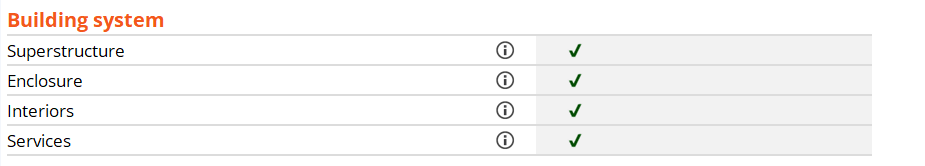 Building system
Superstructure ⓘ ✔
Enclosure ⓘ ✔
Interiors ⓘ ✔
Services ⓘ ✔